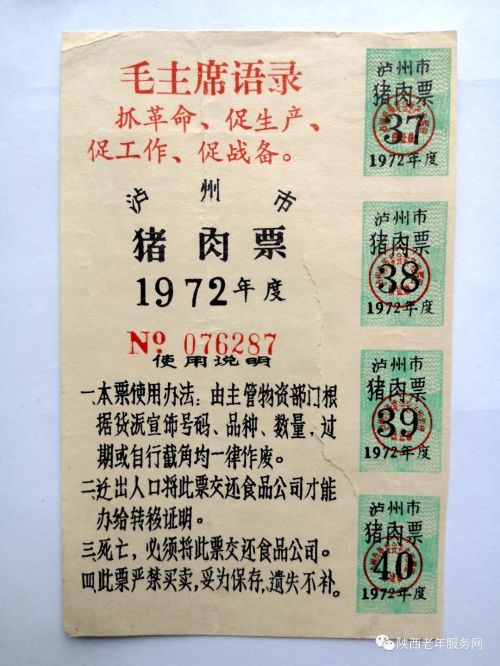 毛主席语录
抓革命、促生产、
促工作、促战备。
泸州市
猪肉票
1972年度
No 076287
使用说明
一.本票使用办法：由主管物资部门根
据货派宣饰号码、品种、数量，过
期或自行截角均一律作废。
二.迁出人口将此票交还食品公司才能
办给转移证明。
三.死亡，必须将此票交还食品公司。
四.此票严禁买卖，妥为保存，遗失不补。
泸州市
猪肉票
37
1972年度
泸州市
猪肉票
38
1972年度
泸州市
猪肉票
39
1972年度
泸州市
猪肉票
40
1972年度
陕西老年服务网